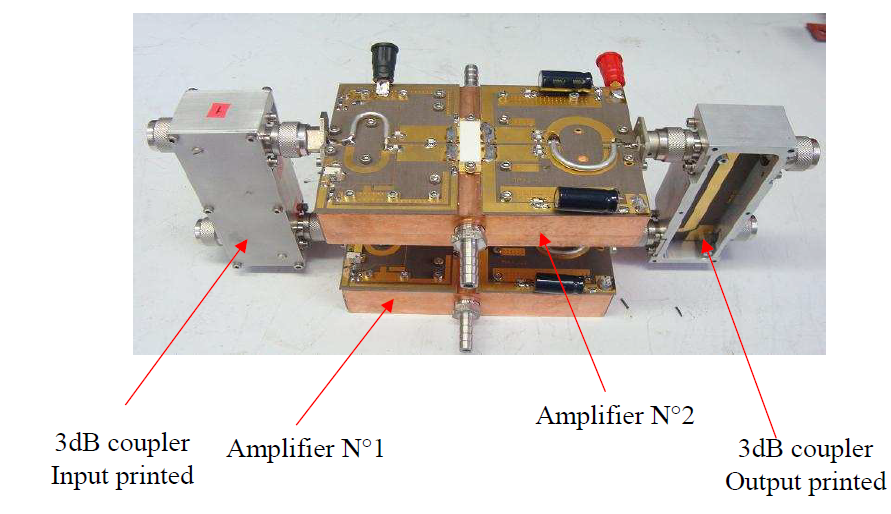 3dB coupler
Input printed
Amplifier N°1
Amplifier N°2
3dB coupler
Output printed